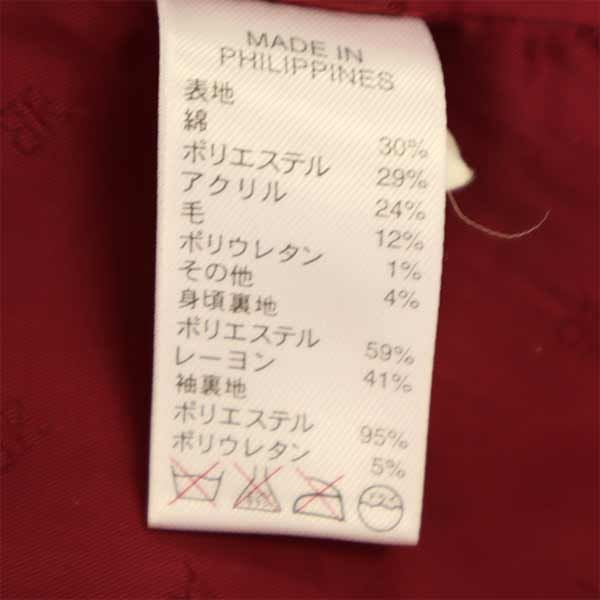 MADE IN
PHILIPPINES
表地
綿 30%
ポリエステル 29%
アクリル 24%
毛 12%
ポリウレタン 1%
その他 4%
身頃裏地
ポリエステル 59%
レーヨン 41%
袖裏地
ポリエステル 95%
ポリウレタン 5%